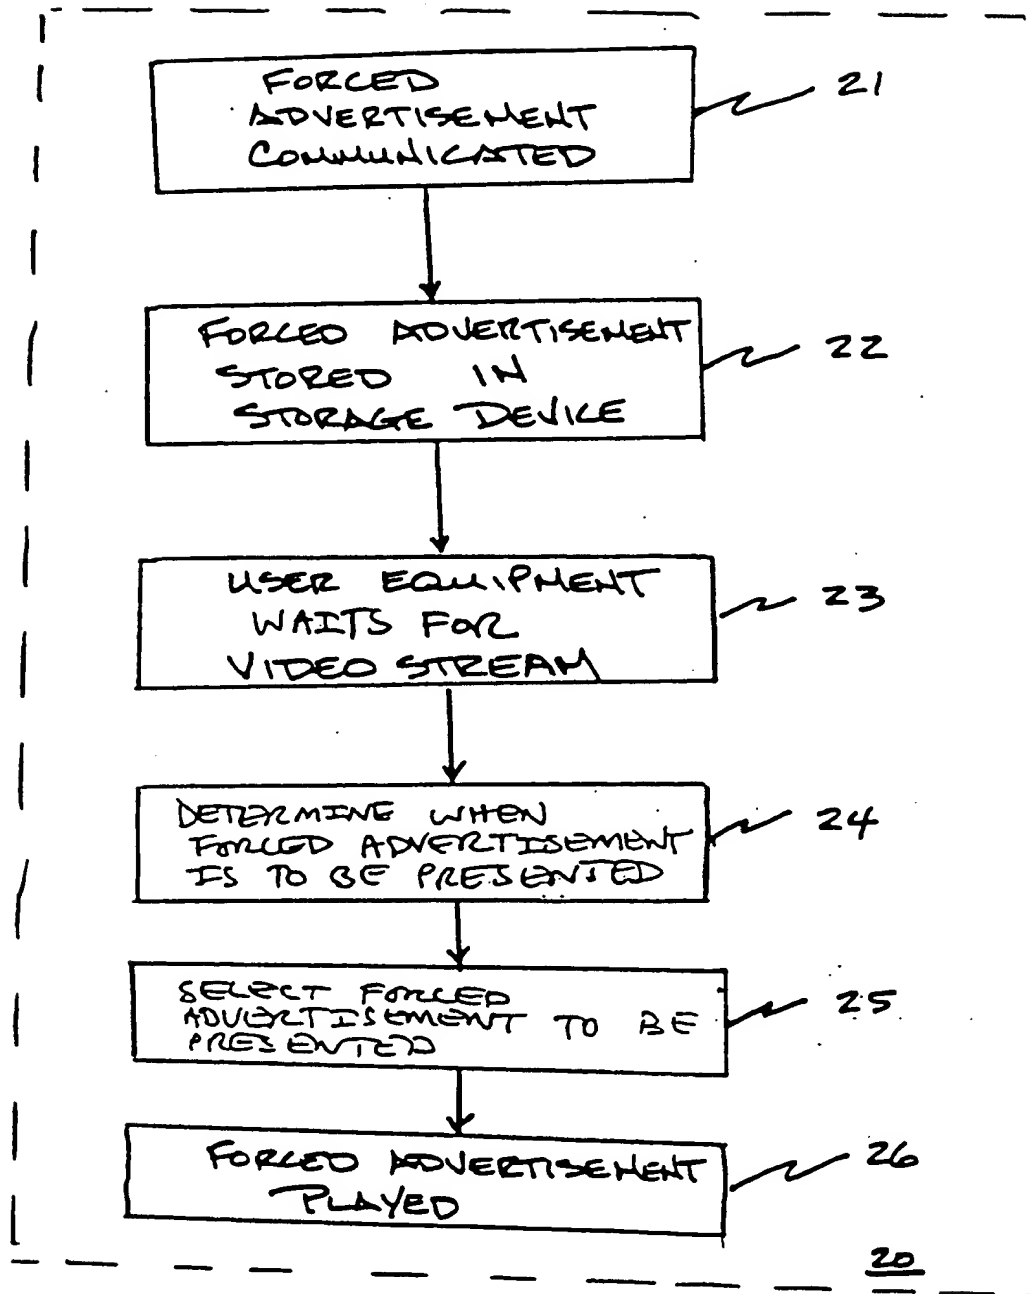 FORCED
ADVERTISEMENT
COMMUNICATED
21
FORCED ADVERTISEMENT
STORED IN
STORAGE DEVICE
22
USER EQUIPMENT
WAITS FOR
VIDEO STREAM
23
DETERMINE WHEN
FORCED ADVERTISEMENT
IS TO BE PRESENTED
24
SELECT FORCED
ADVERTISEMENT TO BE
PRESENTED
25
FORCED ADVERTISEMENT
PLAYED
26
20